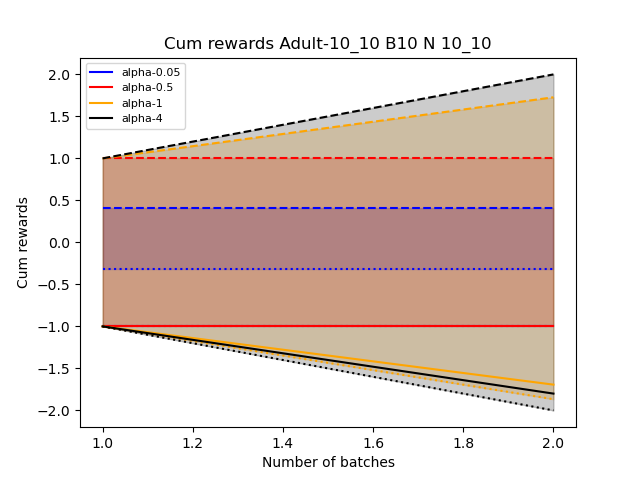 Cum rewards Adult-10_10 B10 N 10_10
alpha-0.05
alpha-0.5
alpha-1
alpha-4
Cum rewards
2.0
1.5
1.0
0.5
0.0
−0.5
−1.0
−1.5
−2.0
1.0 1.2 1.4 1.6 1.8 2.0
Number of batches